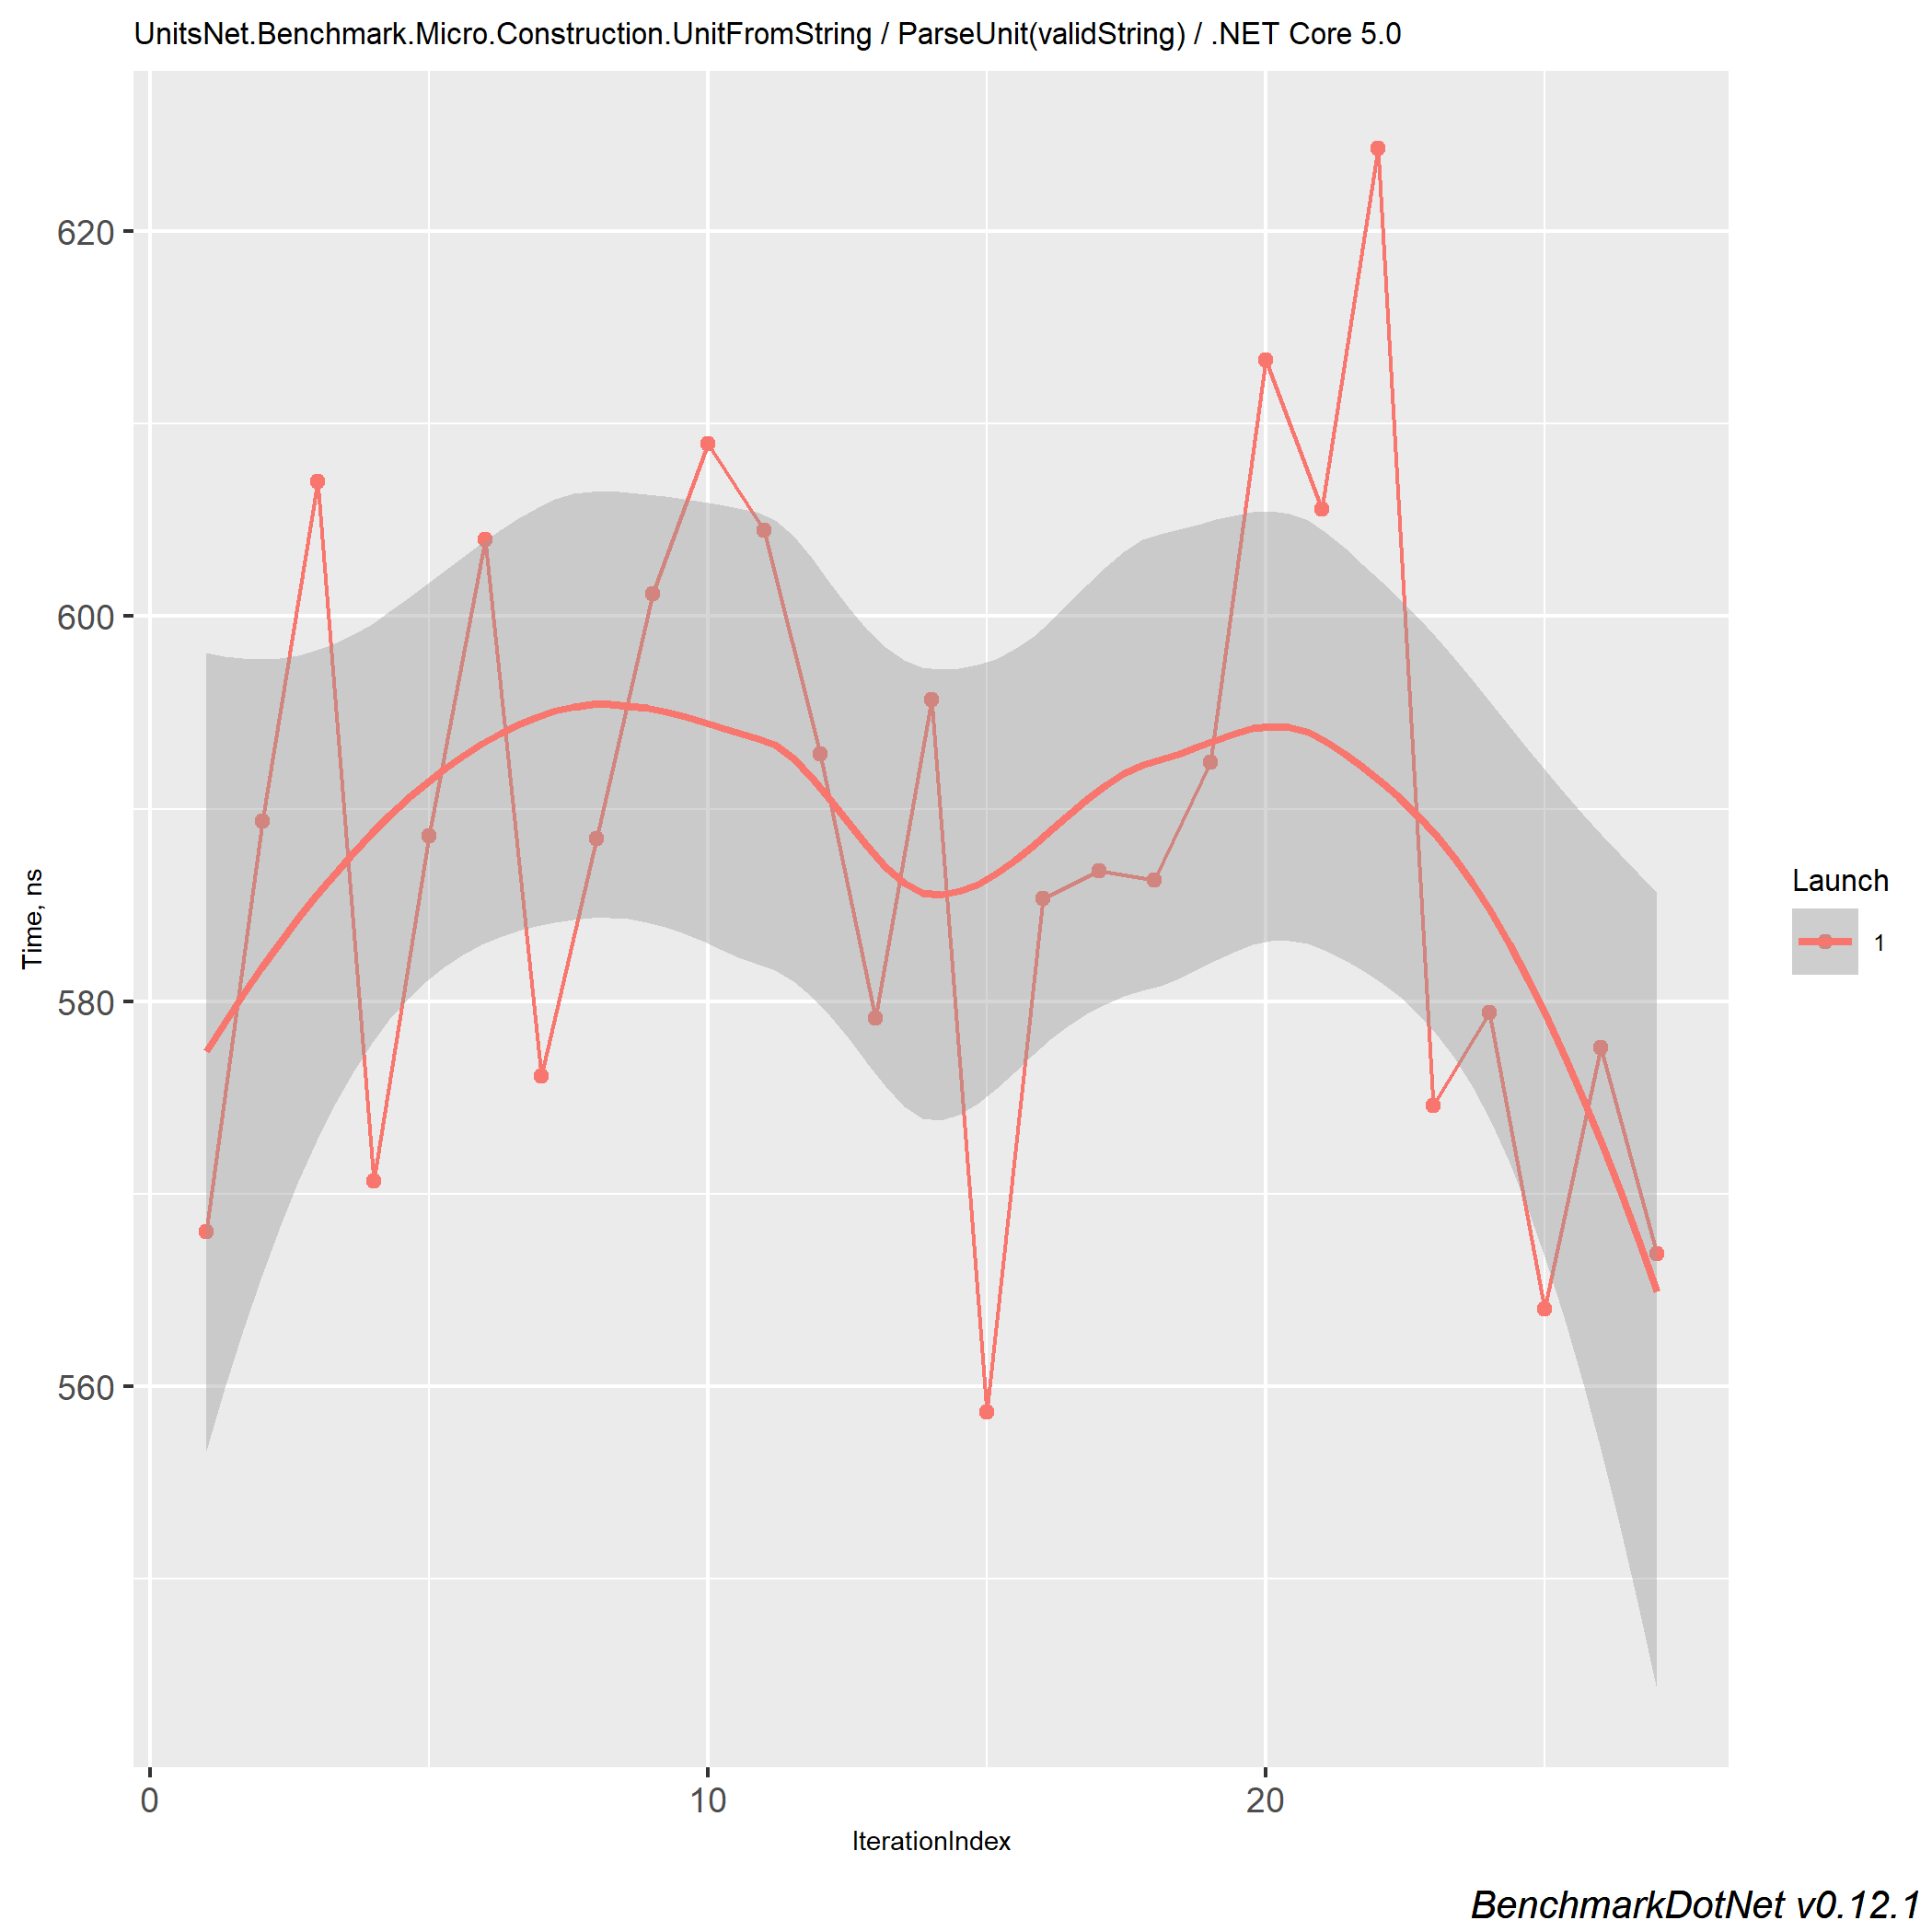 UnitsNet.Benchmark.Micro.Construction.UnitFromString / ParseUnit(validString) / .NET Core 5.0
620
600
580
560
Time, ns
0 10 20
IterationIndex
Launch
1
BenchmarkDotNet v0.12.1